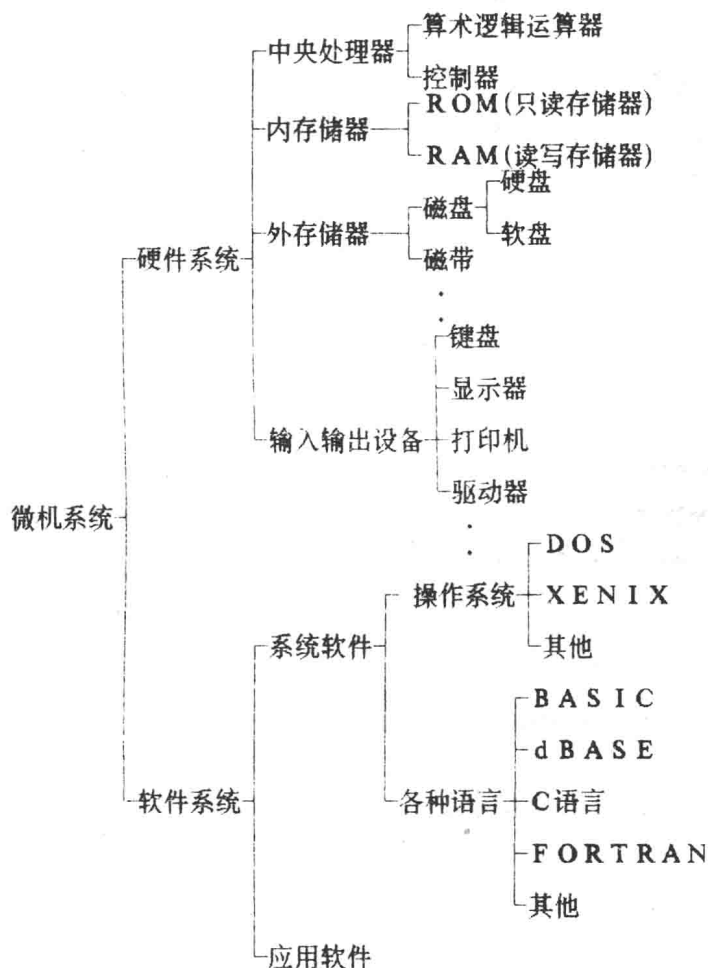 算术逻辑运算器
中央处理器
控制器
ROM(只读存储器)
内存储器
RAM(读写存储器)
硬盘
磁盘
外存储器
软盘
硬件系统
磁带
键盘
显示器
输入输出设备
打印机
驱动器
微机系统
DOS
操作系统
XENIX
系统软件
其他
BASIC
dBASE
软件系统
各种语言
C语言
FORTRAN
其他
应用软件